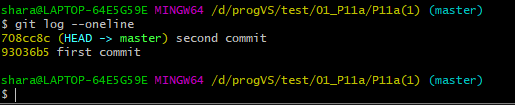 shara@LAPTOP-64E5G59E MINGW64 /d/progVS/test/01_P11a/P11a(1) (master)
$ git log --oneline
708cc8c (HEAD -> master) second commit
93036b5 first commit
shara@LAPTOP-64E5G59E MINGW64 /d/progVS/test/01_P11a/P11a(1) (master)
$